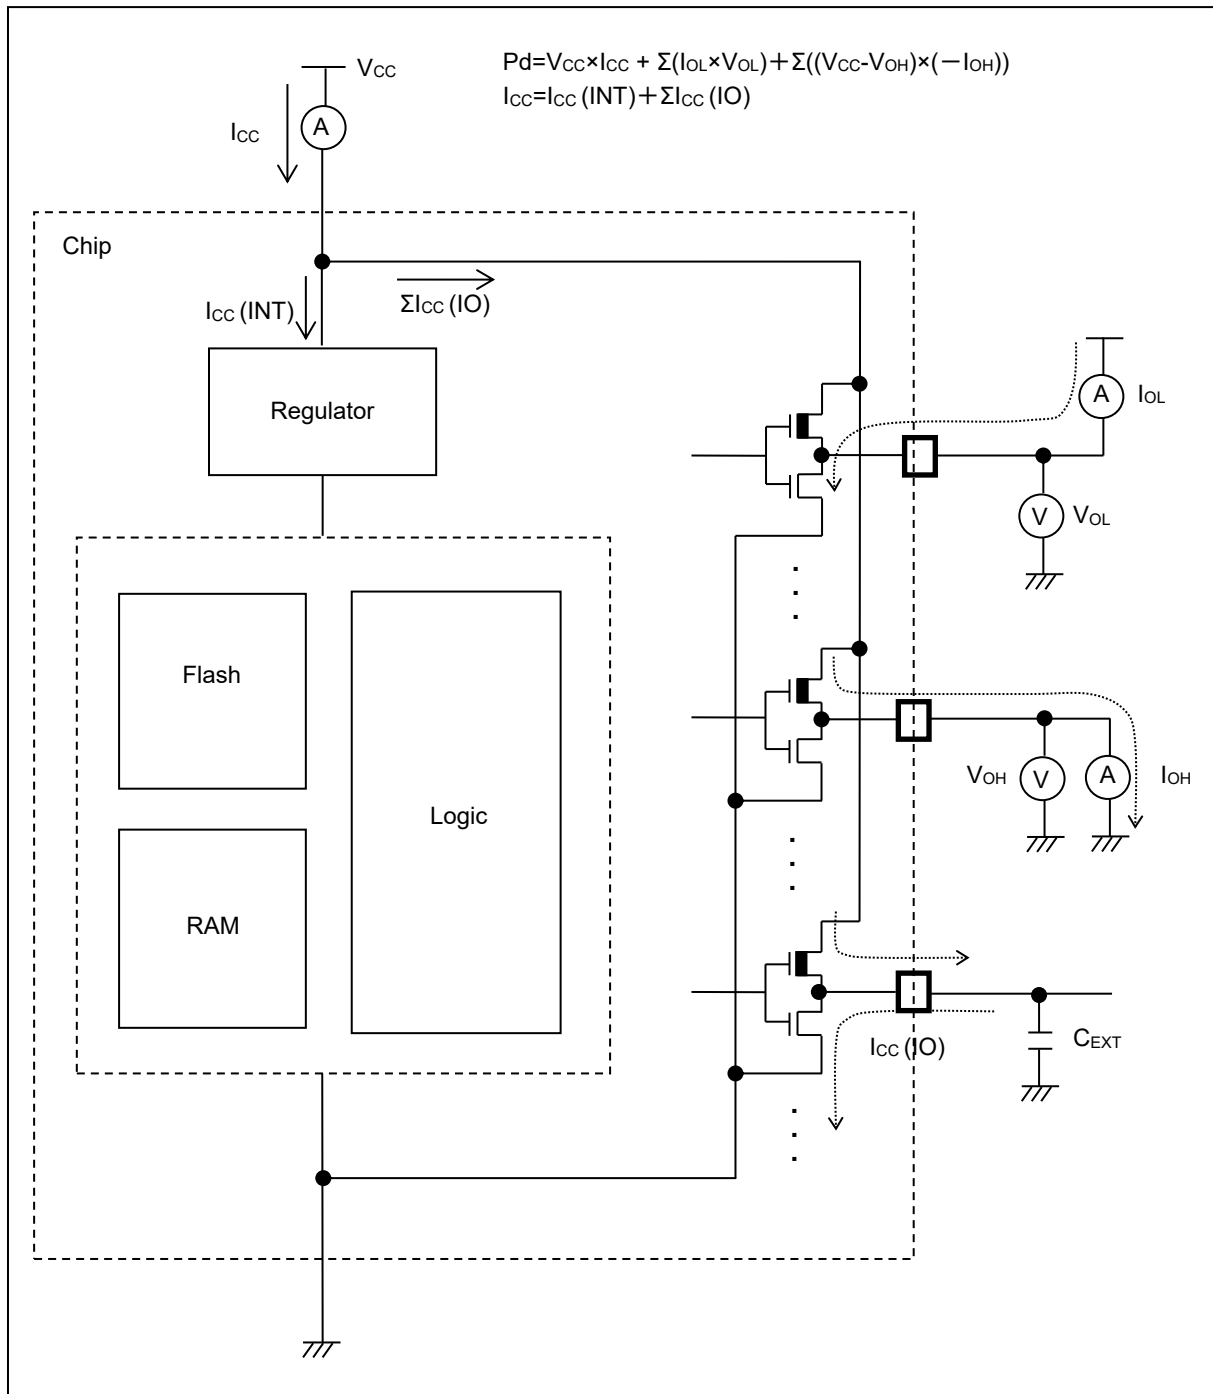 Pd=VCC×ICC + Σ(IOL×VOL)+Σ((VCC-VOH)×(-IOH))
ICC=ICC(INT)+ΣICC(IO)
VCC
A
ICC
Chip
ICC(INT)
ΣICC(IO)
Regulator
A
IOL
V
VOL
Flash
Logic
RAM
VOH
V
A
IOH
ICC(IO)
CEXT